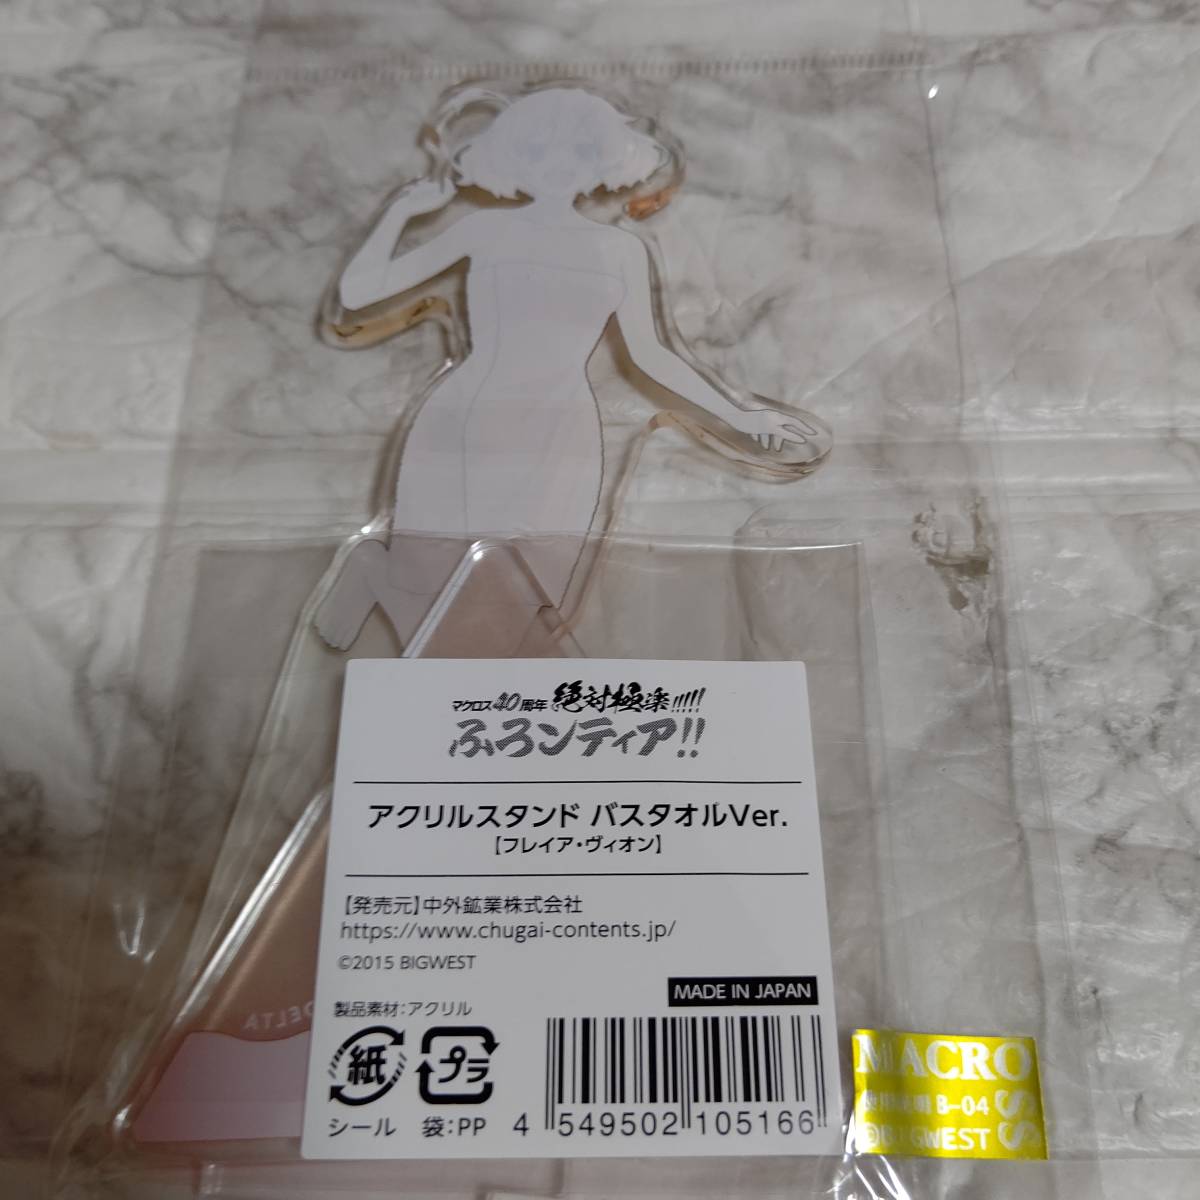 マクロス40周年 絶対極楽!!!!!
ふろンティア!!
アクリルスタンド バスタオルVer.
【フレイア・ヴィオン】
【発売元】中外鉱業株式会社
https://www.chugai-contents.jp/
©2015 BIGWEST
MADE IN JAPAN
製品素材：アクリル
紙
プラ
シール 袋：PP
4 549502 105166
DELTA
MACROSS
B-04
©BIGWEST